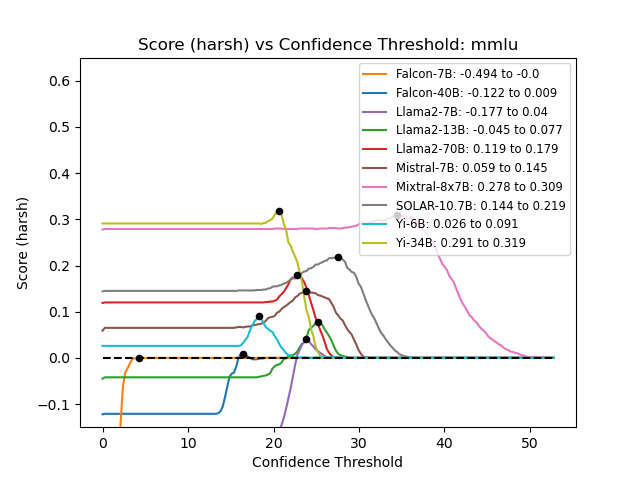 Score (harsh) vs Confidence Threshold: mmlu
Score (harsh)
0.6
0.5
0.4
0.3
0.2
0.1
0.0
−0.1
Falcon-7B: -0.494 to -0.0
Falcon-40B: -0.122 to 0.009
Llama2-7B: -0.177 to 0.04
Llama2-13B: -0.045 to 0.077
Llama2-70B: 0.119 to 0.179
Mistral-7B: 0.059 to 0.145
Mixtral-8x7B: 0.278 to 0.309
SOLAR-10.7B: 0.144 to 0.219
Yi-6B: 0.026 to 0.091
Yi-34B: 0.291 to 0.319
0 10 20 30 40 50
Confidence Threshold